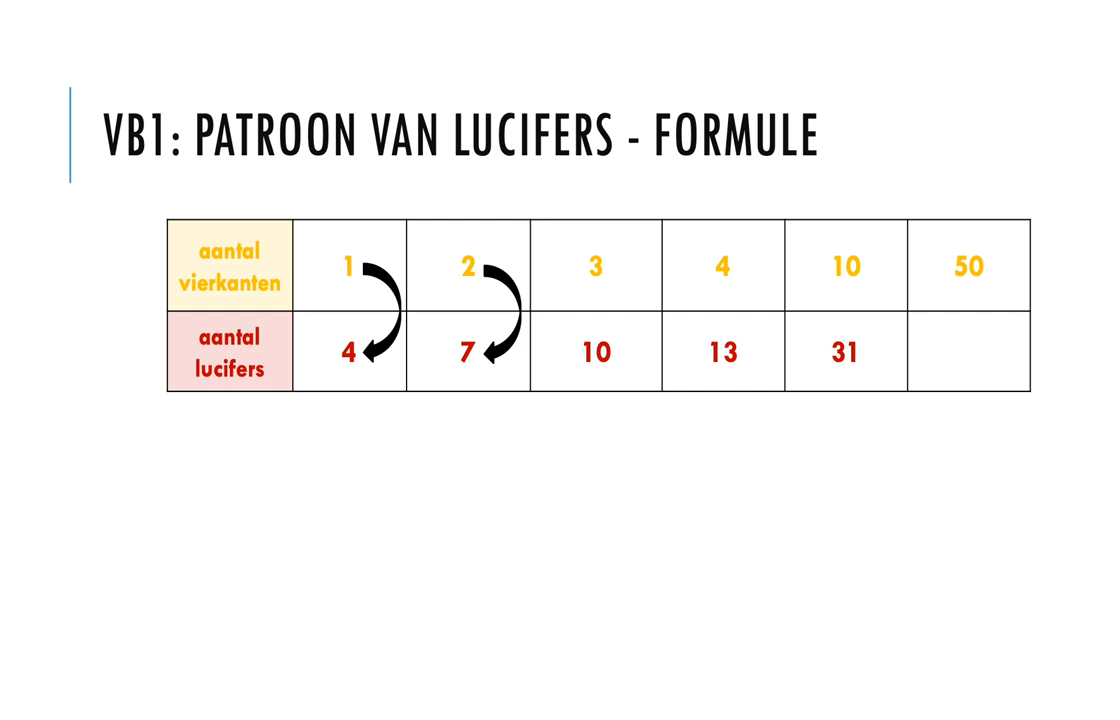 VB1: PATROON VAN LUCIFERS - FORMULE
aantal
vierkanten
1 2 3 4 10 50
aantal
lucifers
4 7 10 13 31